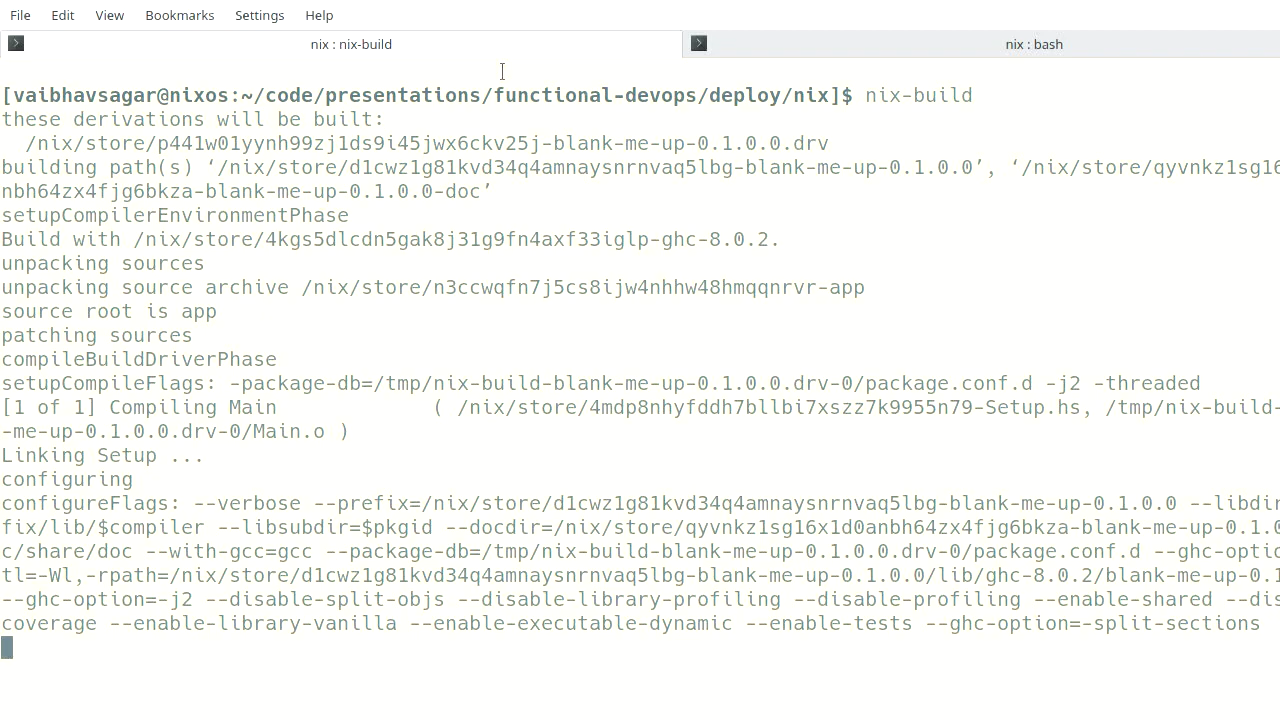 File Edit View Bookmarks Settings Help
nix : nix-build nix : bash
[vaibhavsagar@nixos:~/code/presentations/functional-devops/deploy/nix]$ nix-build
these derivations will be built:
/nix/store/p441w01yynh99zj1ds9i45jwx6ckv25j-blank-me-up-0.1.0.0.drv
building path(s) ‘/nix/store/d1cwz1g81kvd34q4amnaysnrnvaq5lbg-blank-me-up-0.1.0.0’, ‘/nix/store/qyvnkz1sg16
nbh64zx4fjg6bkza-blank-me-up-0.1.0.0-doc’
setupCompilerEnvironmentPhase
Build with /nix/store/4kgs5dlcdn5gak8j31g9fn4axf33iglp-ghc-8.0.2.
unpacking sources
unpacking source archive /nix/store/n3ccwqfn7j5cs8ijw4nhhw48hmqqnrvr-app
source root is app
patching sources
compileBuildDriverPhase
setupCompileFlags: -package-db=/tmp/nix-build-blank-me-up-0.1.0.0.drv-0/package.conf.d -j2 -threaded
[1 of 1] Compiling Main ( /nix/store/4mdp8nhyfddh7bllbi7xszz7k9955n79-Setup.hs, /tmp/nix-build-
-me-up-0.1.0.0.drv-0/Main.o )
Linking Setup ...
configuring
configureFlags: --verbose --prefix=/nix/store/d1cwz1g81kvd34q4amnaysnrnvaq5lbg-blank-me-up-0.1.0.0 --libdir
fix/lib/$compiler --libsubdir=$pkgid --docdir=/nix/store/qyvnkz1sg16x1d0anbh64zx4fjg6bkza-blank-me-up-0.1.0
c/share/doc --with-gcc=gcc --package-db=/tmp/nix-build-blank-me-up-0.1.0.0.drv-0/package.conf.d --ghc-optio
tl=-Wl,-rpath=/nix/store/d1cwz1g81kvd34q4amnaysnrnvaq5lbg-blank-me-up-0.1.0.0/lib/ghc-8.0.2/blank-me-up-0.1
--ghc-option=-j2 --disable-split-objs --disable-library-profiling --disable-profiling --enable-shared --dis
coverage --enable-library-vanilla --enable-executable-dynamic --enable-tests --ghc-option=-split-sections